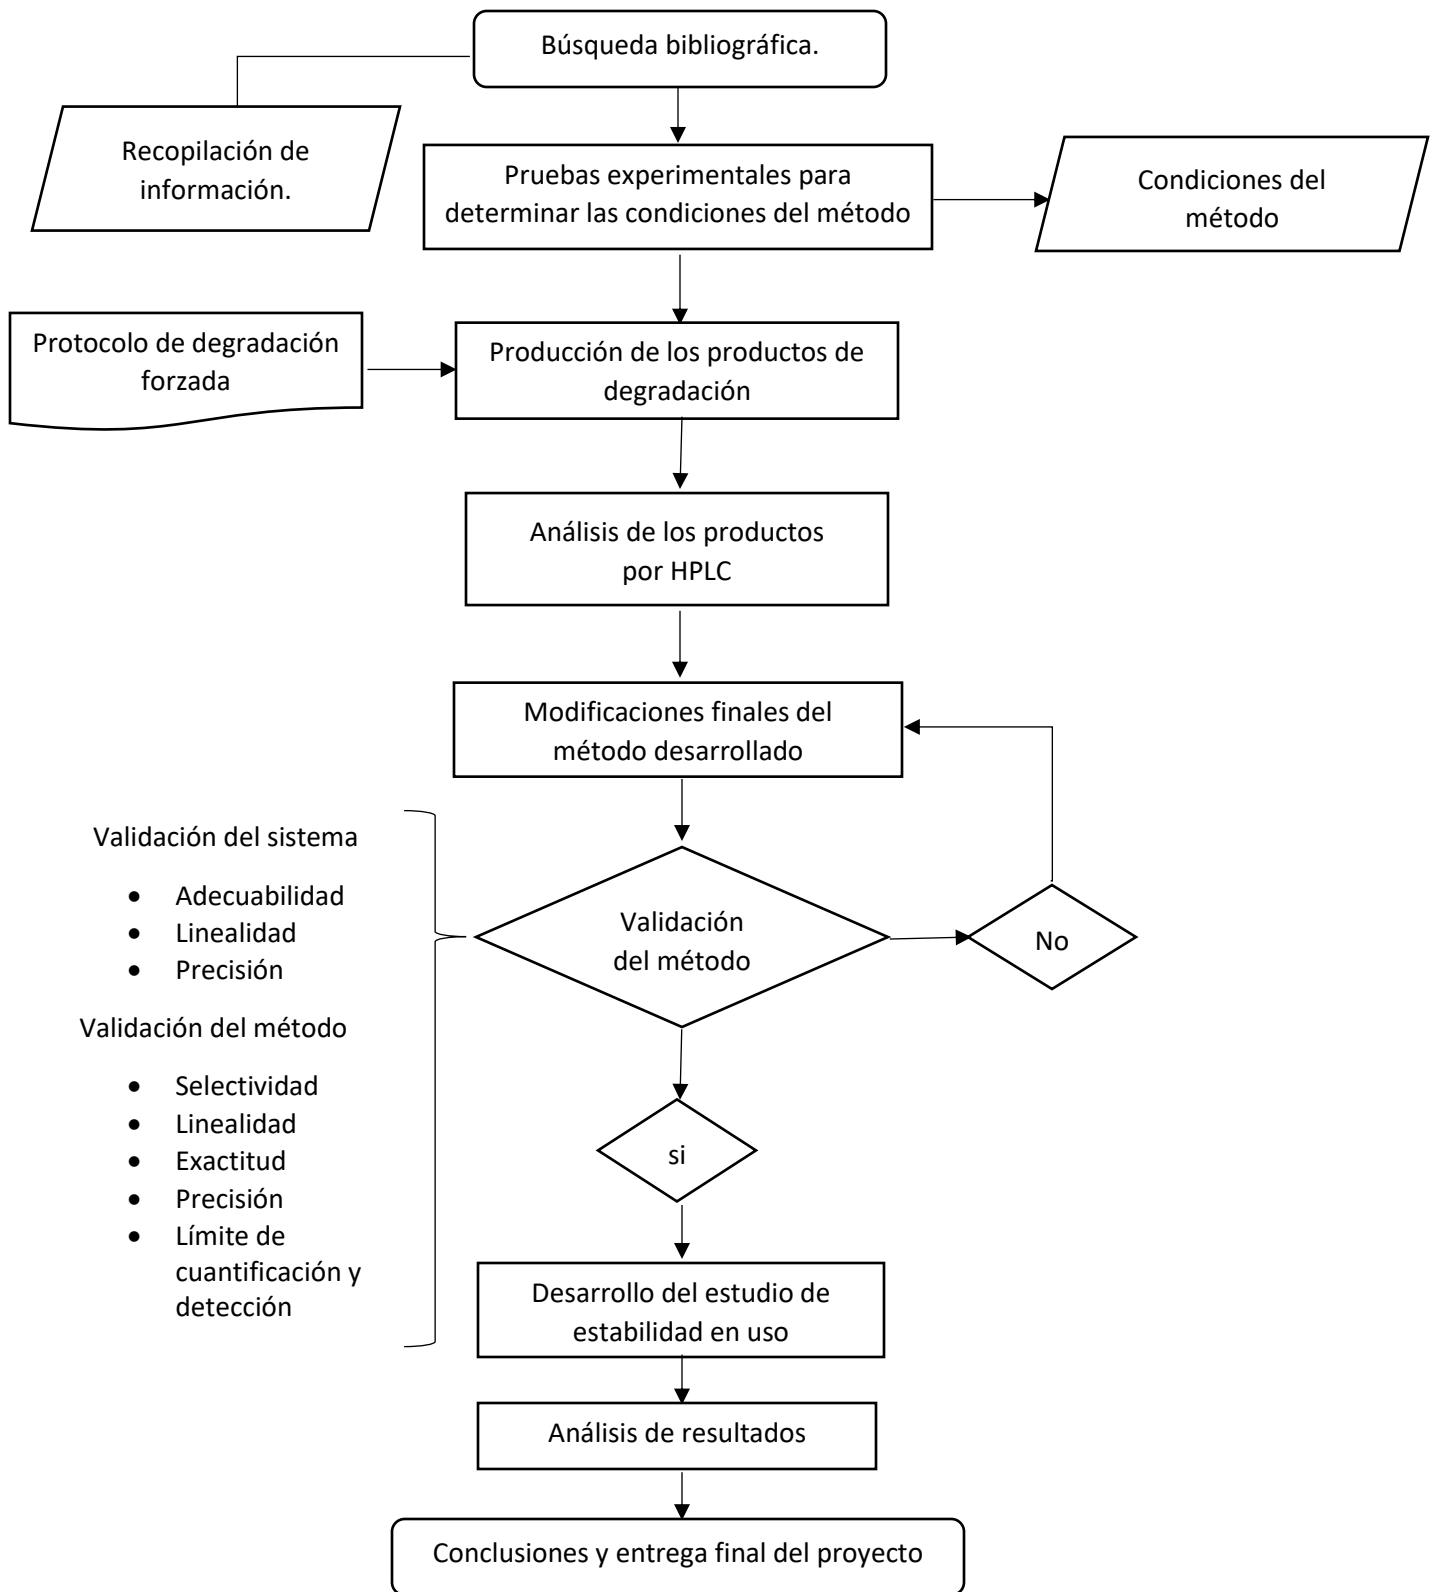 Búsqueda bibliográfica.
Recopilación de
información.
Pruebas experimentales para
determinar las condiciones del método
Condiciones del
método
Protocolo de degradación
forzada
Producción de los productos de
degradación
Análisis de los productos
por HPLC
Modificaciones finales del
método desarrollado
Validación del sistema
• Adecuabilidad
• Linealidad
• Precisión
Validación del método
• Selectividad
• Linealidad
• Exactitud
• Precisión
• Límite de
cuantificación y
detección
Validación
del método
No
si
Desarrollo del estudio de
estabilidad en uso
Análisis de resultados
Conclusiones y entrega final del proyecto